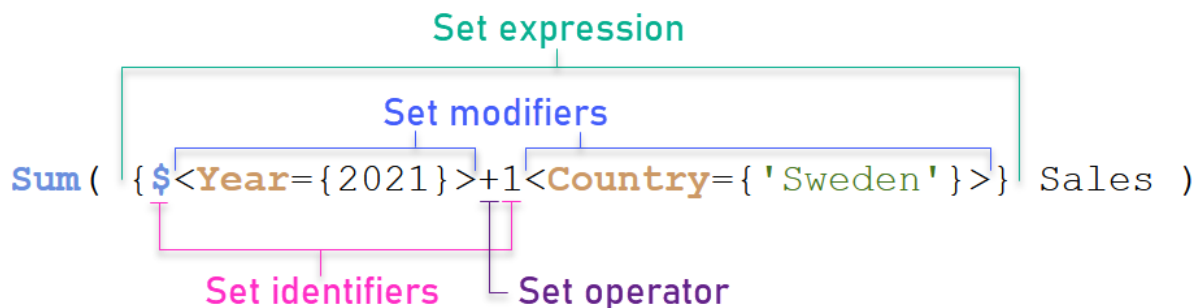 Set expression
Set modifiers
Sum( {$<Year={2021}>+1<Country={'Sweden'}>} Sales )
Set identifiers
Set operator